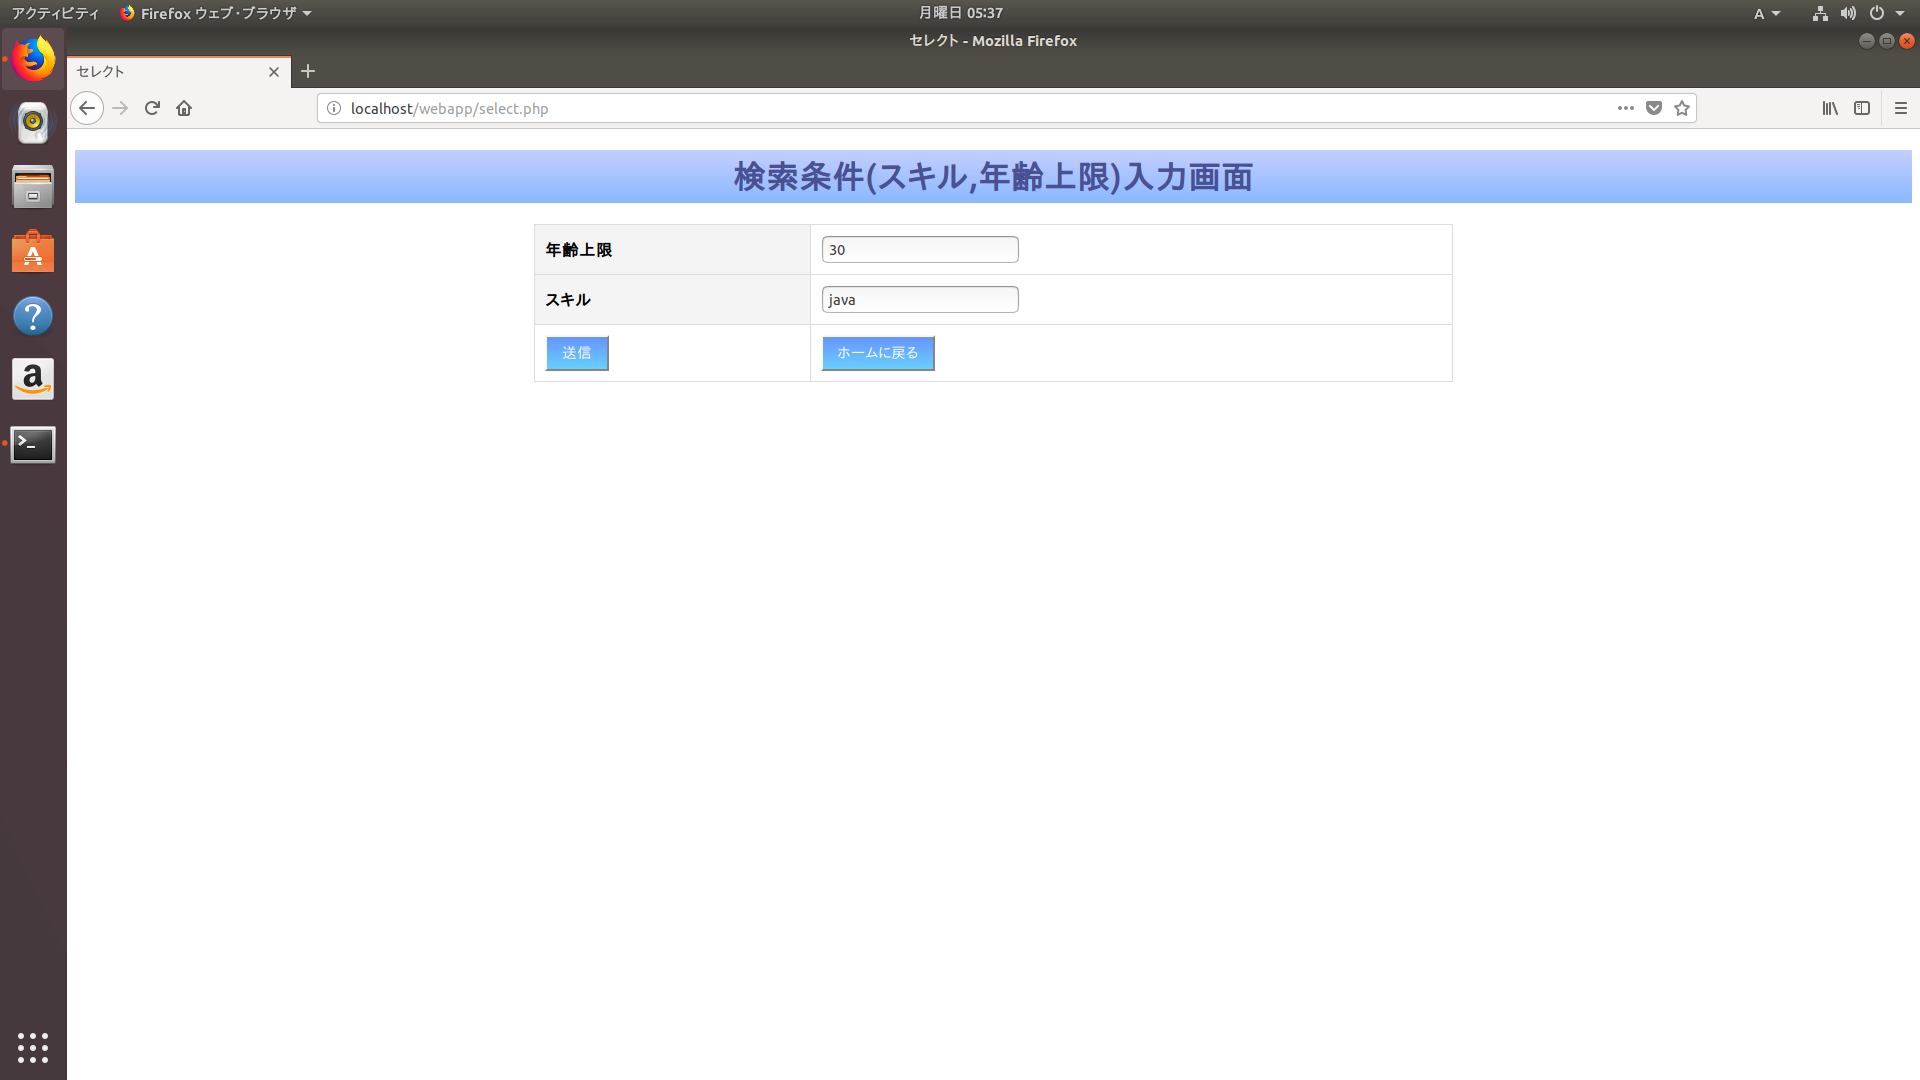 アクティビティ
Firefox ウェブ・ブラウザ
月曜日 05:37
A
セレクト - Mozilla Firefox
セレクト
localhost/webapp/select.php
検索条件(スキル,年齢上限)入力画面
年齢上限
30
スキル
java
送信
ホームに戻る